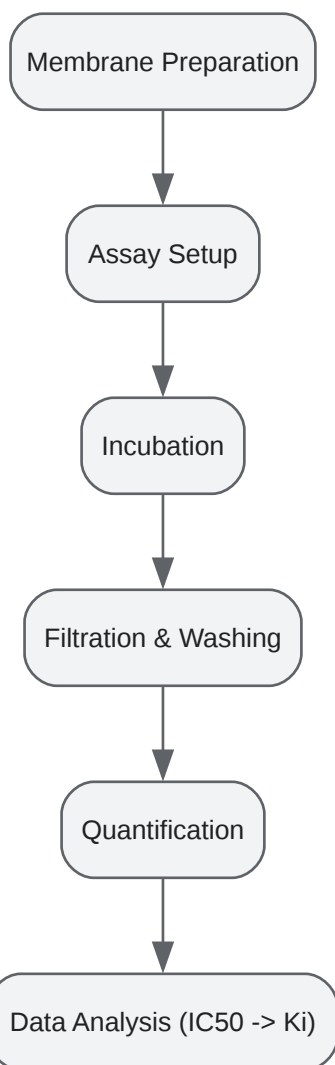 Membrane Preparation
Assay Setup
Incubation
Filtration & Washing
Quantification
Data Analysis (IC50 -> Ki)